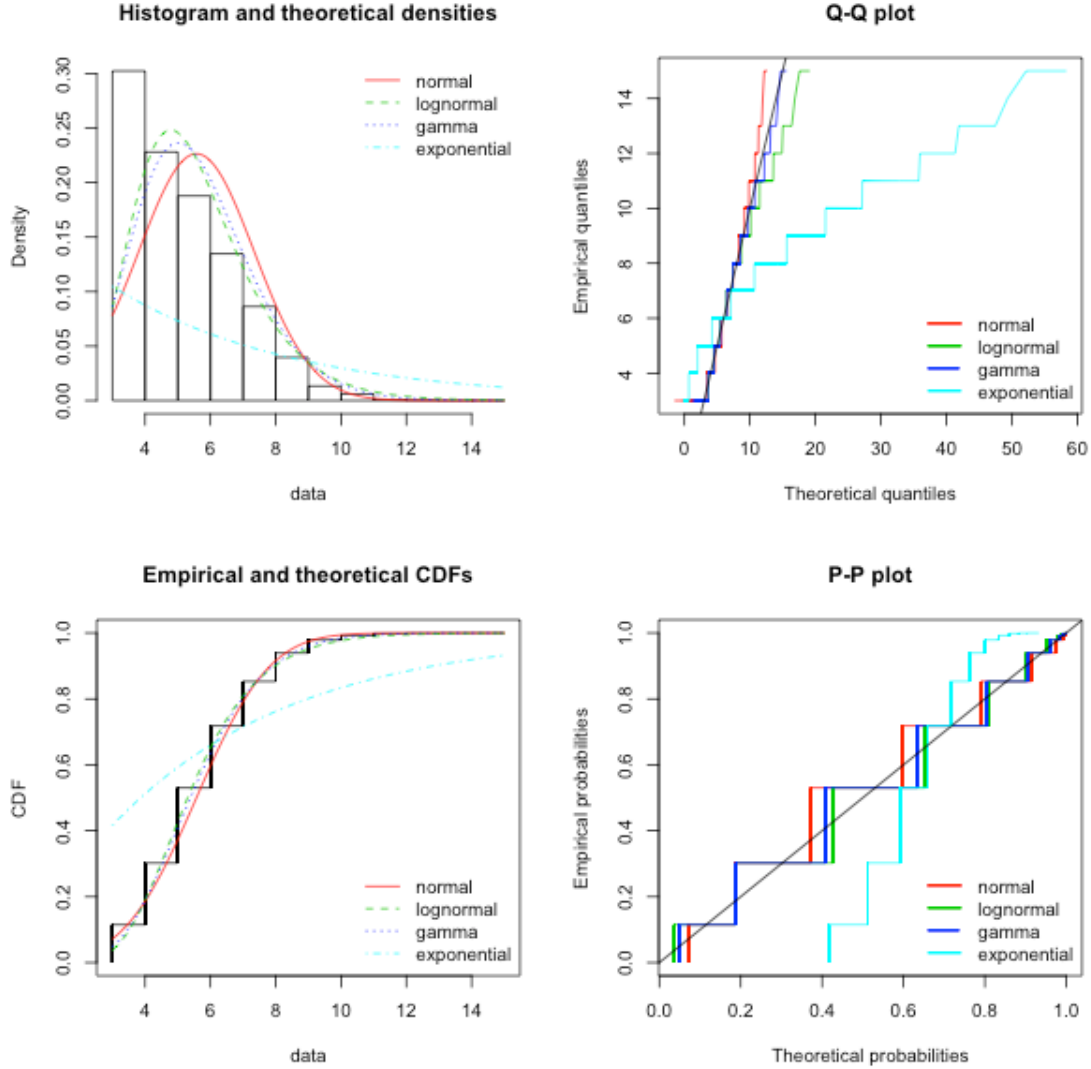 Histogram and theoretical densities
Density
0.00 0.05 0.10 0.15 0.20 0.25 0.30
normal
lognormal
gamma
exponential
4 6 8 10 12 14
data
Q-Q plot
Empirical quantiles
4 6 8 10 12 14
normal
lognormal
gamma
exponential
0 10 20 30 40 50 60
Theoretical quantiles
Empirical and theoretical CDFs
CDF
0.0 0.2 0.4 0.6 0.8 1.0
normal
lognormal
gamma
exponential
4 6 8 10 12 14
data
P-P plot
Empirical probabilities
0.0 0.2 0.4 0.6 0.8 1.0
normal
lognormal
gamma
exponential
0.0 0.2 0.4 0.6 0.8 1.0
Theoretical probabilities